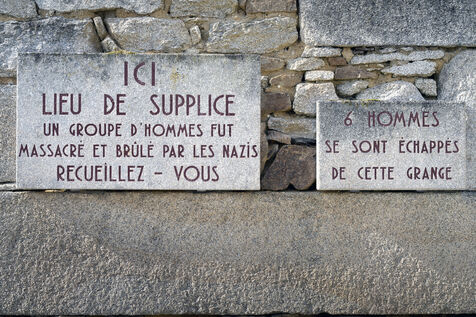 ICI
LIEU DE SUPPLICE
UN GROUPE D'HOMMES FUT
MASSACRÉ ET BRÛLÉ PAR LES NAZIS
RECUEILLEZ - VOUS
6 HOMMES
SE SONT ÉCHAPPÉS
DE CETTE GRANGE